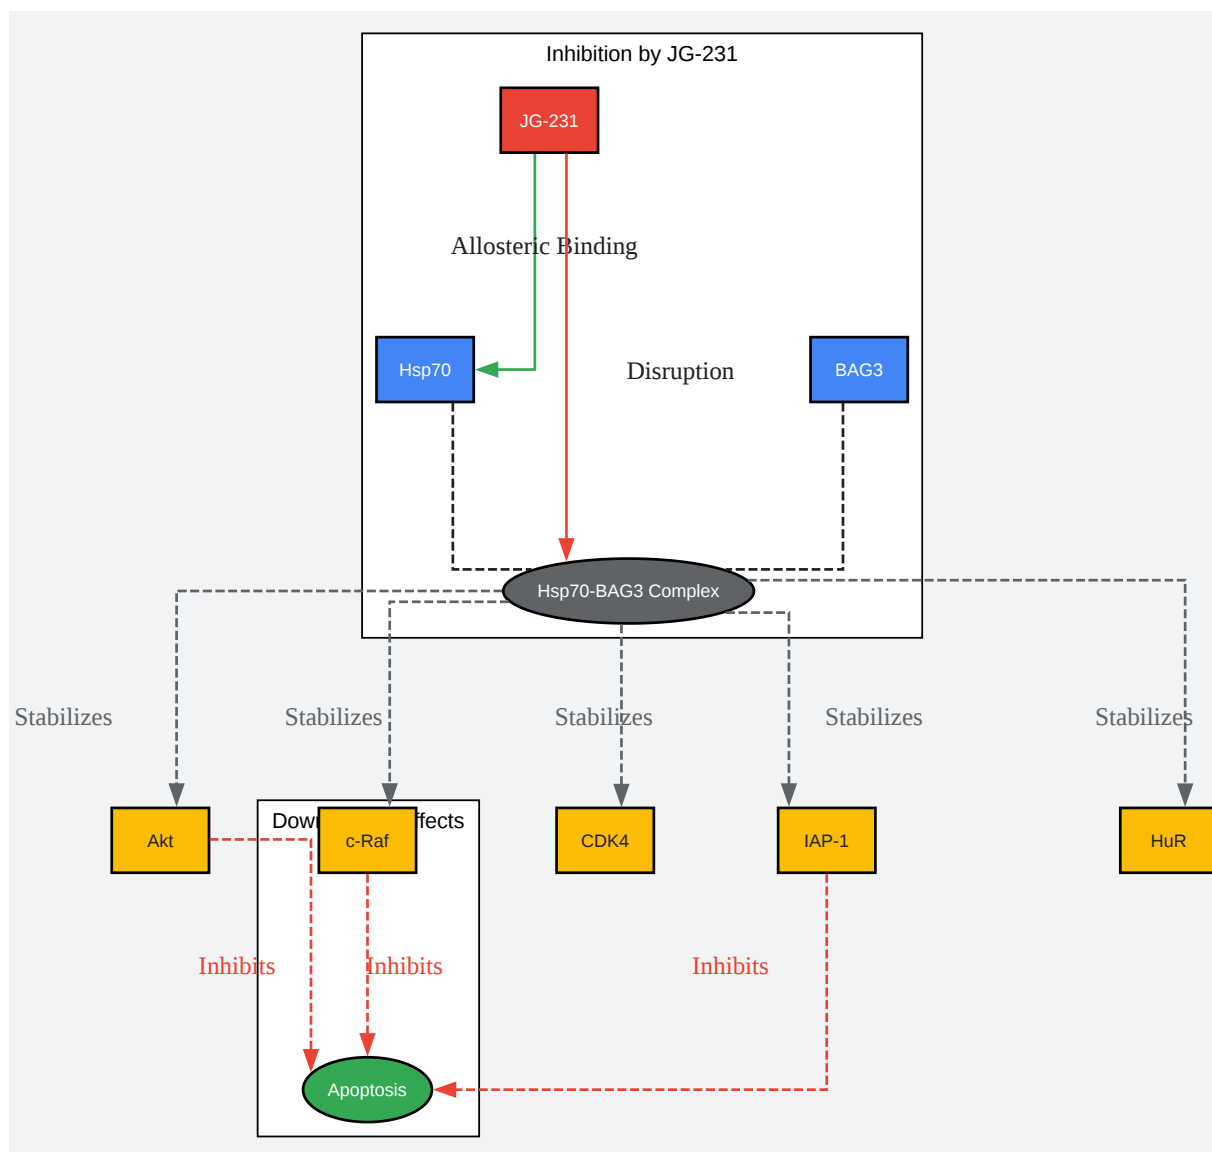 Inhibition by JG-231
JG-231
Allosteric Binding
Hsp70
Disruption
BAG3
Hsp70-BAG3 Complex
Stabilizes
Stabilizes
Stabilizes
Stabilizes
Stabilizes
Akt
c-Raf
CDK4
IAP-1
HuR
Inhibits
Inhibits
Inhibits
Apoptosis